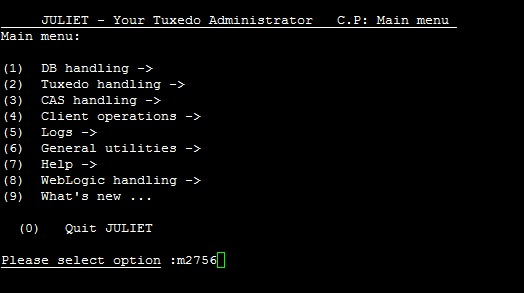 JULIET - Your Tuxedo Administrator C.P: Main menu
Main menu:
(1) DB handling ->
(2) Tuxedo handling ->
(3) CAS handling ->
(4) Client operations ->
(5) Logs ->
(6) General utilities ->
(7) Help ->
(8) WebLogic handling ->
(9) What's new ...
(0) Quit JULIET
Please select option :m2756